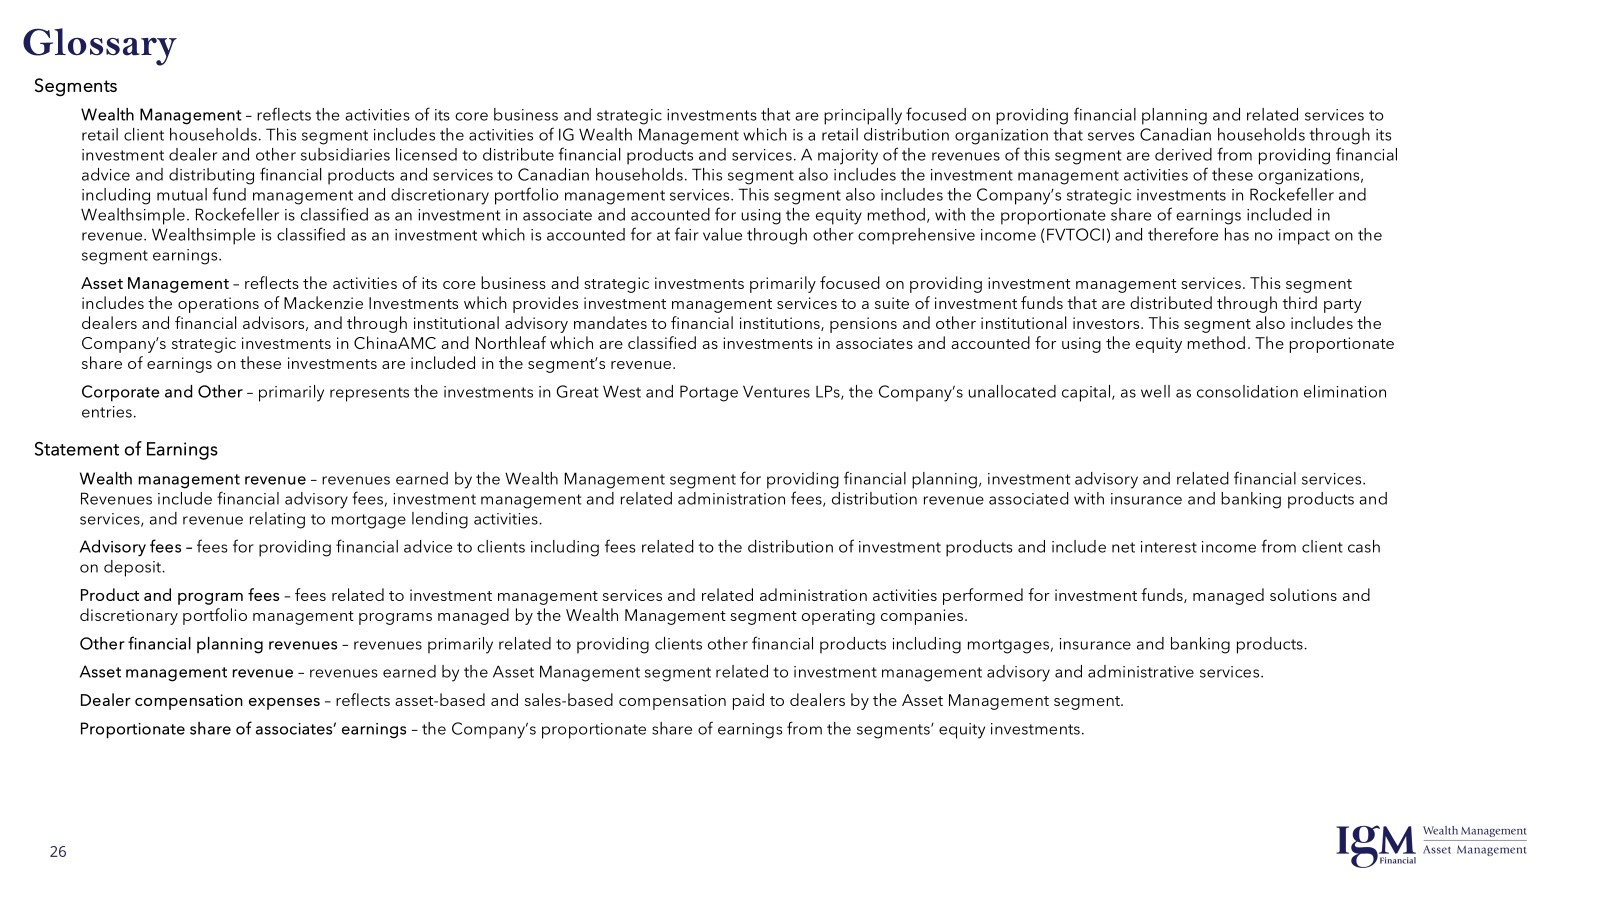 Glossary
Segments
Wealth Management – reflects the activities of its core business and strategic investments that are principally focused on providing financial planning and related services to
retail client households. This segment includes the activities of IG Wealth Management which is a retail distribution organization that serves Canadian households through its
investment dealer and other subsidiaries licensed to distribute financial products and services. A majority of the revenues of this segment are derived from providing financial
advice and distributing financial products and services to Canadian households. This segment also includes the investment management activities of these organizations,
including mutual fund management and discretionary portfolio management services. This segment also includes the Company's strategic investments in Rockefeller and
Wealthsimple. Rockefeller is classified as an investment in associate and accounted for using the equity method, with the proportionate share of earnings included in
revenue. Wealthsimple is classified as an investment which is accounted for at fair value through other comprehensive income (FVTOCI) and therefore has no impact on the
segment earnings.
Asset Management – reflects the activities of its core business and strategic investments primarily focused on providing investment management services. This segment
includes the operations of Mackenzie Investments which provides investment management services to a suite of investment funds that are distributed through third party
dealers and financial advisors, and through institutional advisory mandates to financial institutions, pensions and other institutional investors. This segment also includes the
Company's strategic investments in ChinaAMC and Northleaf which are classified as investments in associates and accounted for using the equity method. The proportionate
share of earnings on these investments are included in the segment's revenue.
Corporate and Other – primarily represents the investments in Great West and Portage Ventures LPs, the Company's unallocated capital, as well as consolidation elimination
entries.
Statement of Earnings
Wealth management revenue – revenues earned by the Wealth Management segment for providing financial planning, investment advisory and related financial services.
Revenues include financial advisory fees, investment management and related administration fees, distribution revenue associated with insurance and banking products and
services, and revenue relating to mortgage lending activities.
Advisory fees – fees for providing financial advice to clients including fees related to the distribution of investment products and include net interest income from client cash
on deposit.
Product and program fees – fees related to investment management services and related administration activities performed for investment funds, managed solutions and
discretionary portfolio management programs managed by the Wealth Management segment operating companies.
Other financial planning revenues – revenues primarily related to providing clients other financial products including mortgages, insurance and banking products.
Asset management revenue – revenues earned by the Asset Management segment related to investment management advisory and administrative services.
Dealer compensation expenses – reflects asset-based and sales-based compensation paid to dealers by the Asset Management segment.
Proportionate share of associates' earnings – the Company's proportionate share of earnings from the segments' equity investments.
26
IgM Financial
Wealth Management
Asset Management